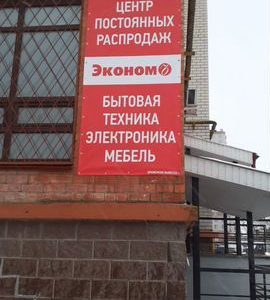 ЦЕНТР
ПОСТОЯННЫХ
РАСПРОДАЖ
Эконом
БЫТОВАЯ
ТЕХНИКА
ЭЛЕКТРОНИКА
МЕБЕЛЬ